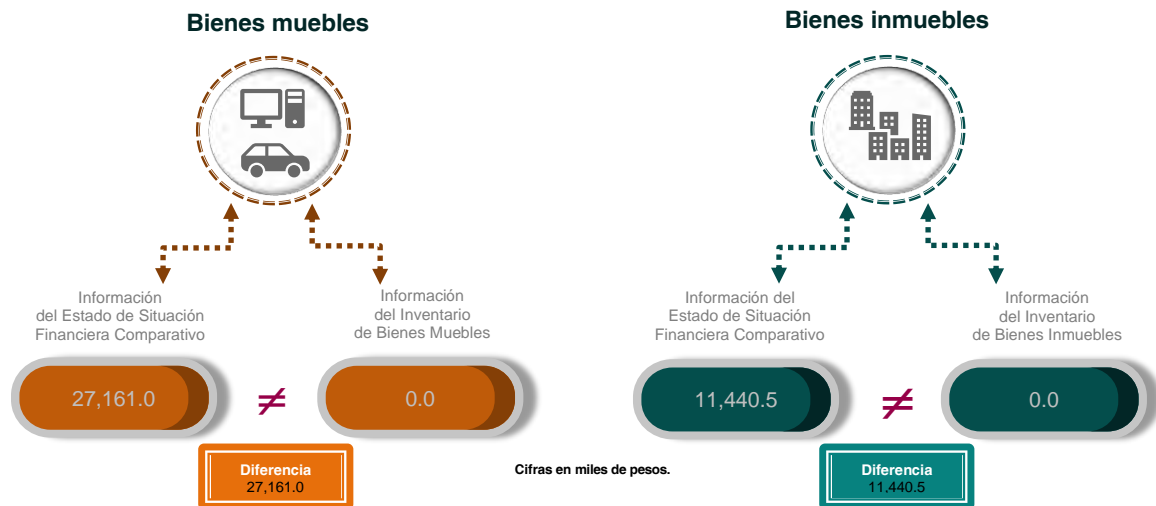 Bienes muebles
Información
del Estado de Situación
Financiera Comparativo
Información
del Inventario
de Bienes Muebles
27,161.0
≠
0.0
Diferencia
27,161.0
Bienes inmuebles
Información del
Estado de Situación
Financiera Comparativo
Información
del Inventario
de Bienes Inmuebles
11,440.5
≠
0.0
Diferencia
11,440.5
Cifras en miles de pesos.